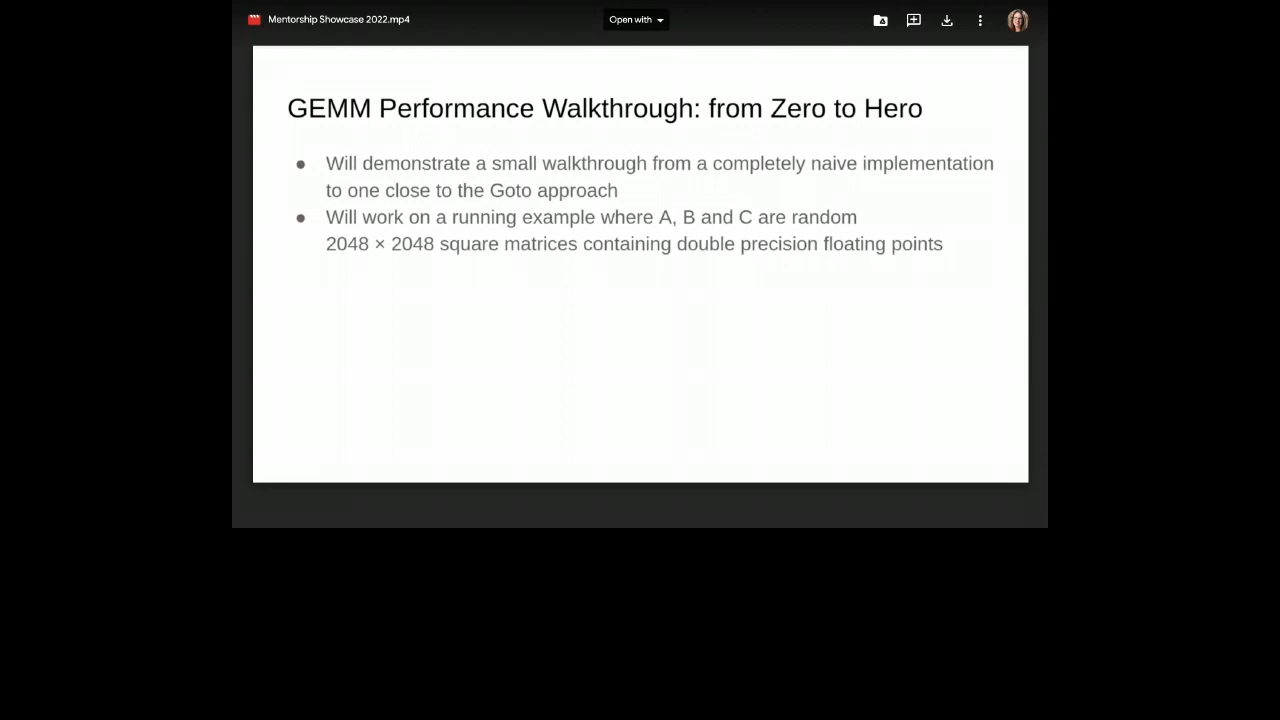 Mentorship Showcase 2022.mp4
Open with
GEMM Performance Walkthrough: from Zero to Hero
● Will demonstrate a small walkthrough from a completely naive implementation
to one close to the Goto approach
● Will work on a running example where A, B and C are random
2048 × 2048 square matrices containing double precision floating points